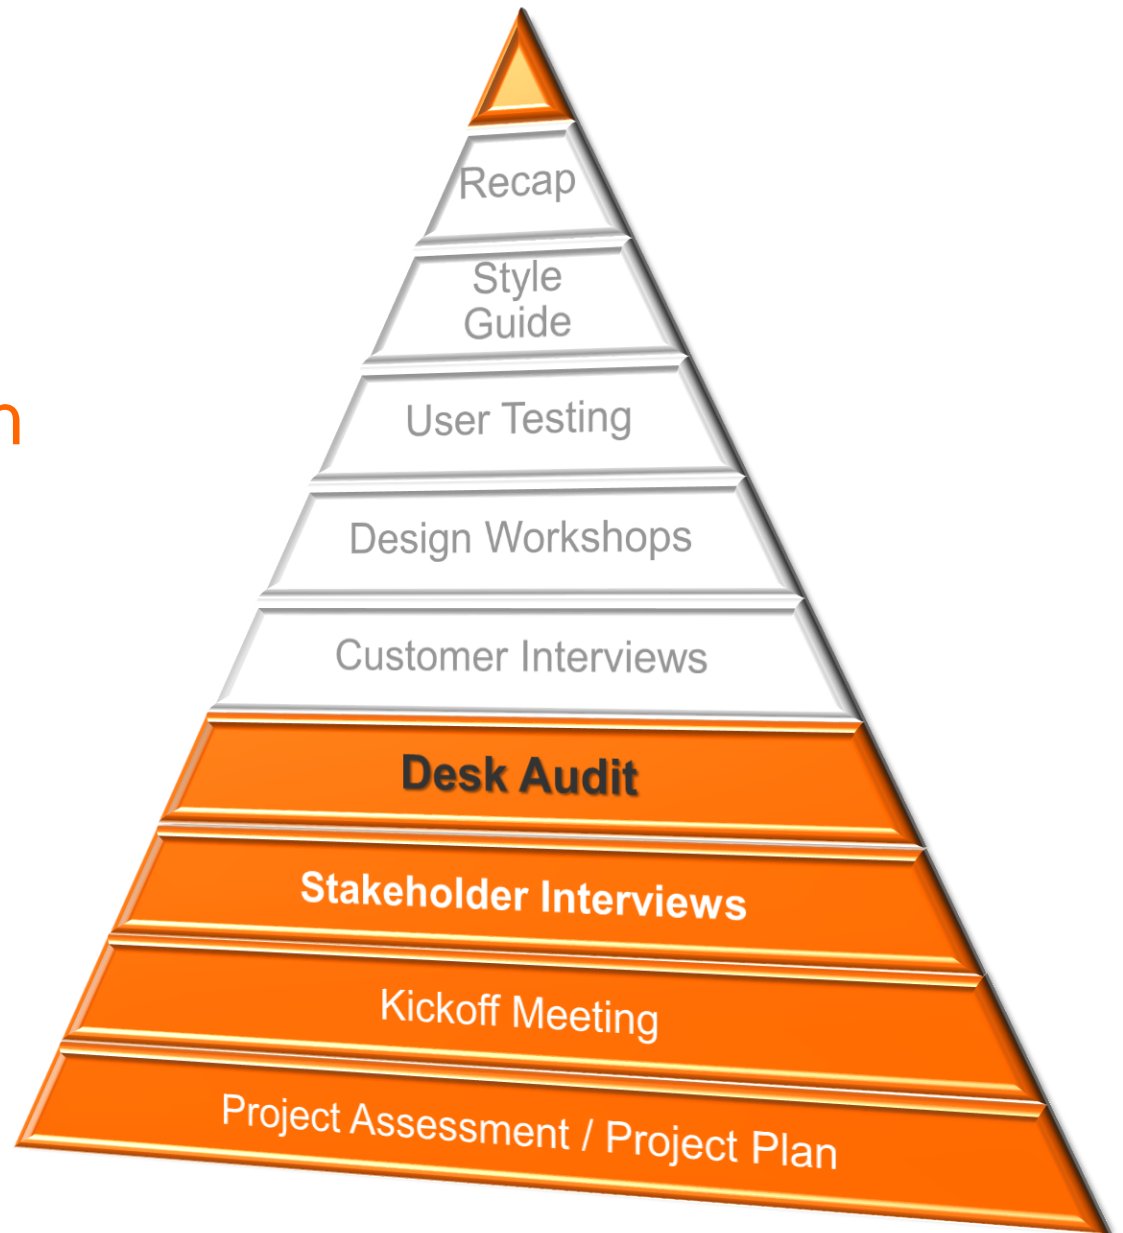 Recap
Style
Guide
n
User Testing
Design Workshops
Customer Interviews
Desk Audit
Stakeholder Interviews
Kickoff Meeting
Project Assessment / Project Plan